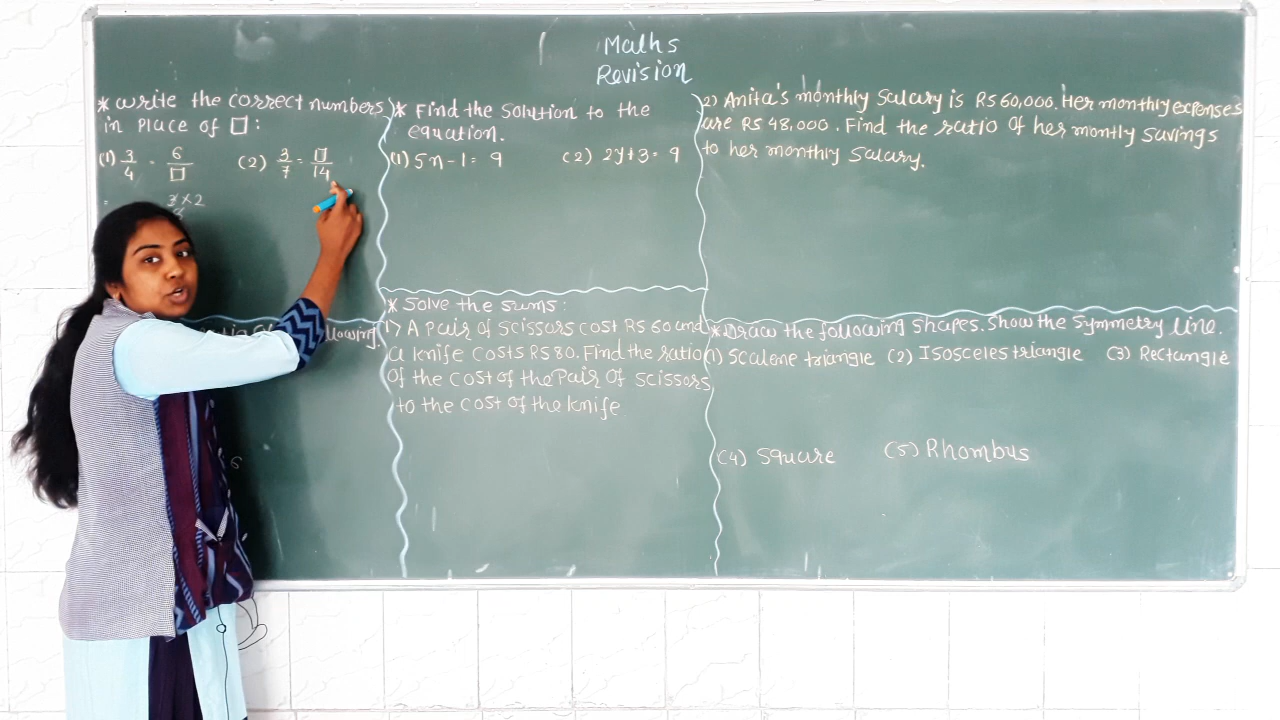 Maths
Revision
* Write the correct numbers
in place of □:
(1) 3/4 = 6/□ (2) 3/7 = □/14
= 3×2
* Find the Solution to the
equation.
(1) 5n-1= 9 (2) 2y+3= 9
2) Anita's monthly Salary is RS 60,000. Her monthly expenses
are RS 48,000. Find the ratio of her montly Savings
to her monthly Salary.
llowing.
6
* Solve the sums:
1) A Pair of scissors cost RS 60 and
a knife costs RS 80. Find the ratio
of the cost of the Pair of scissors
to the cost of the knife
* Draw the following shapes. Show the Symmetry line.
(1) Scalene triangle (2) Isosceles triangle (3) Rectangle
(4) Square (5) Rhombus